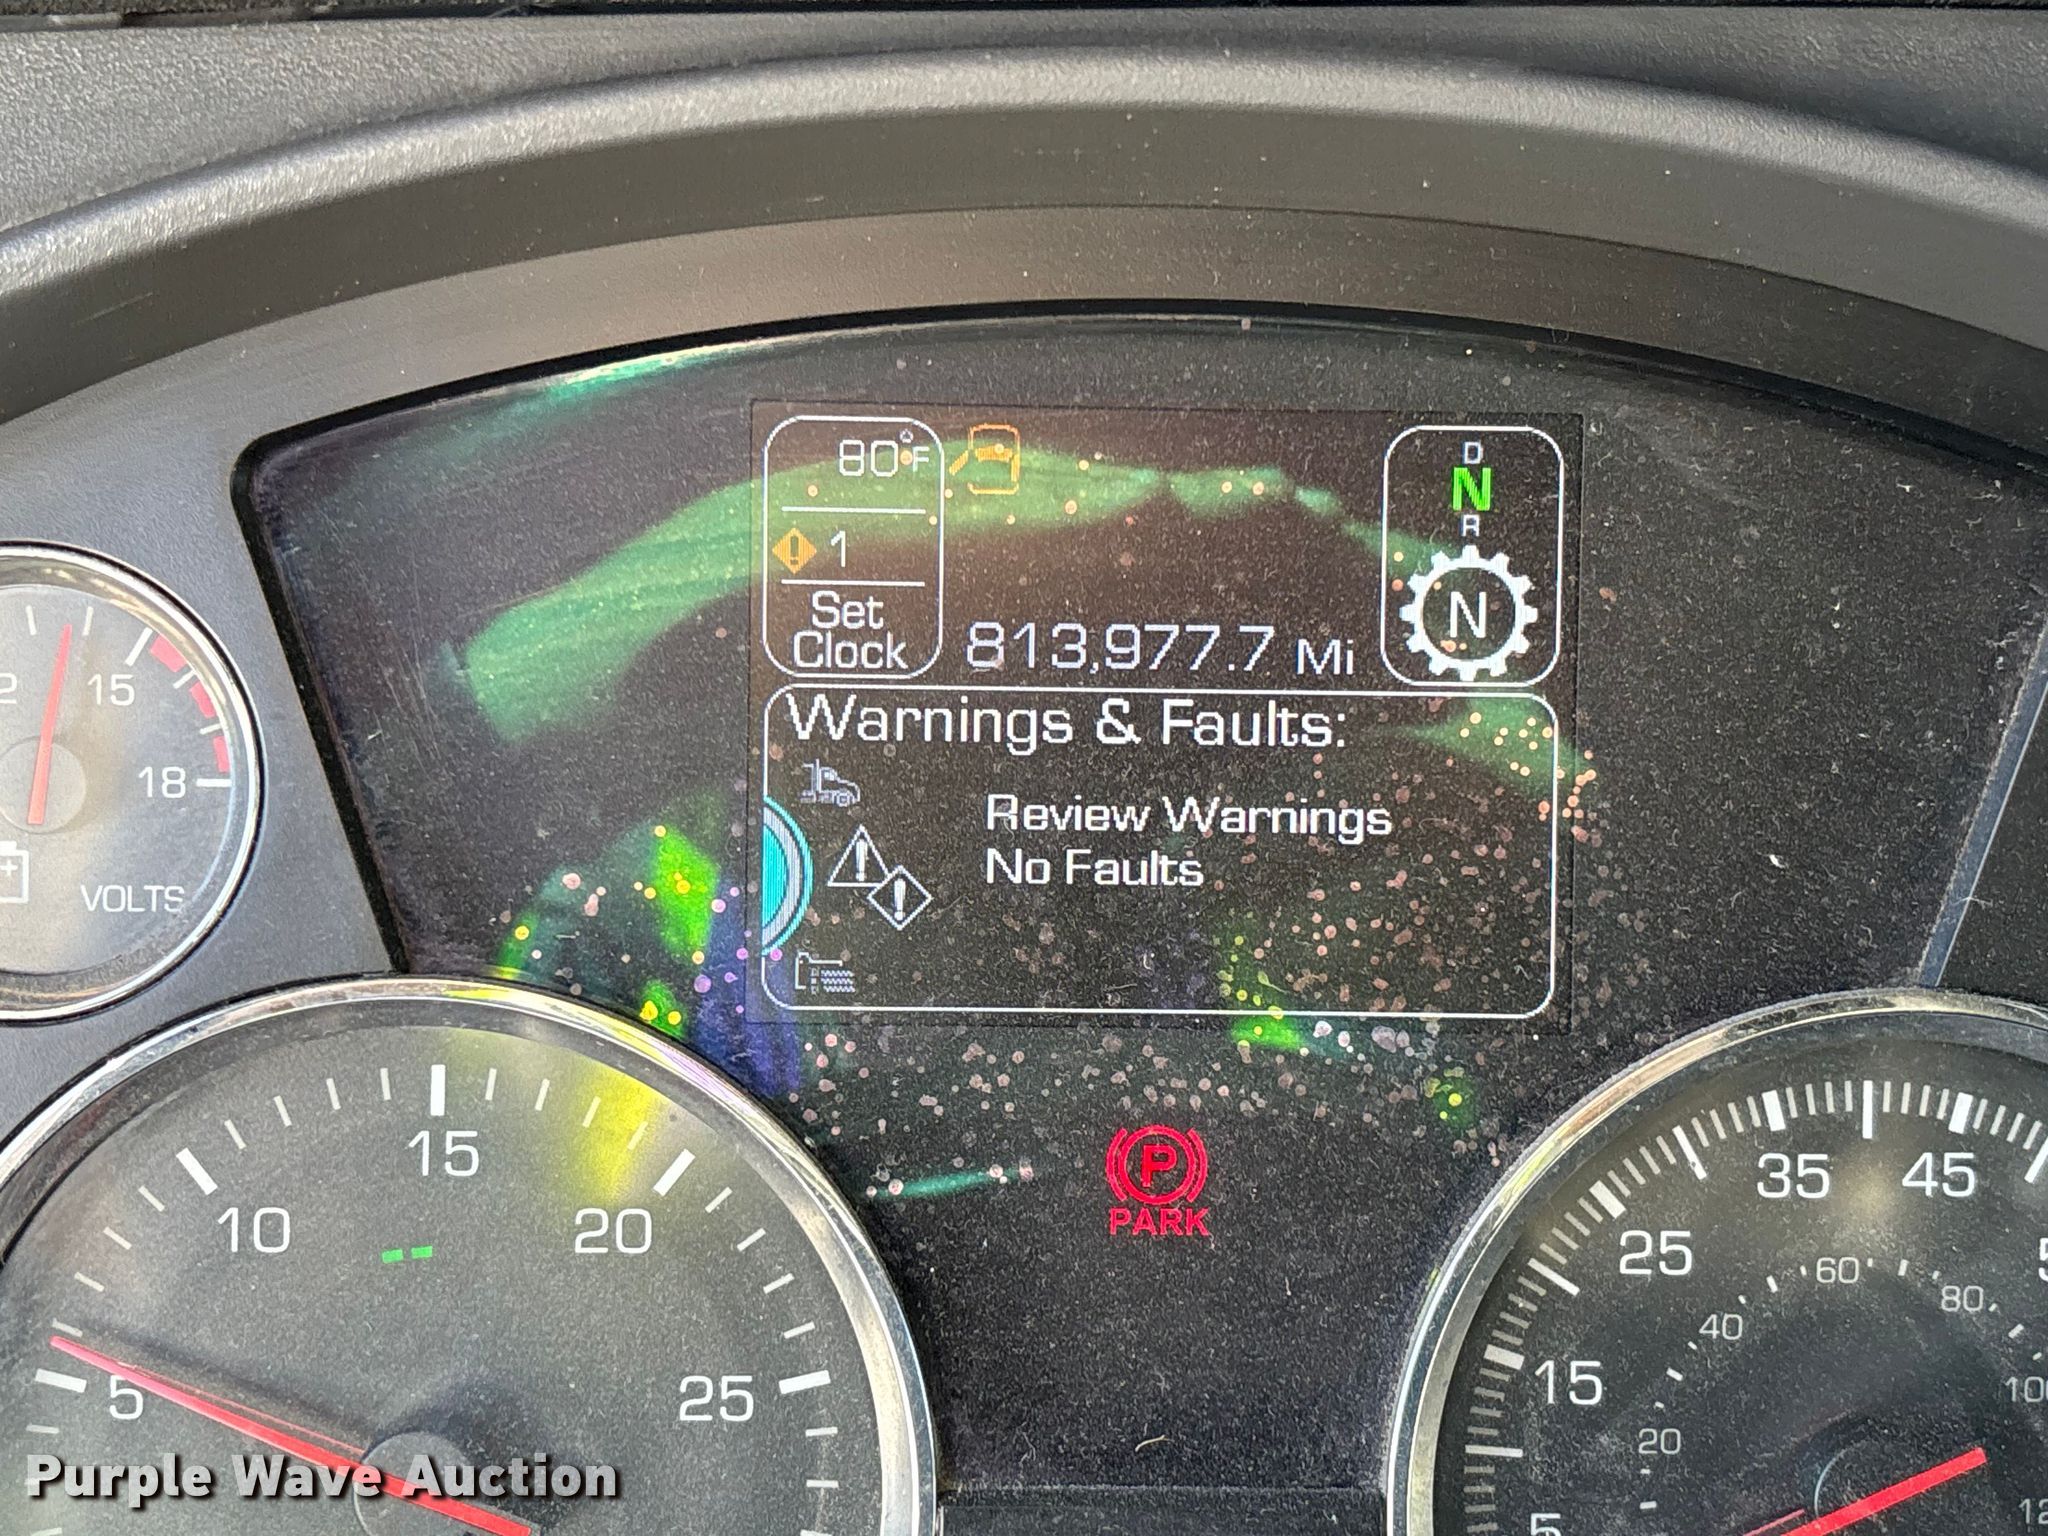 80°F
1
Set
Clock
813,977.7 Mi
D
N
R
N
Warnings & Faults:
Review Warnings
No Faults
15
18
VOLTS
P
PARK
5
10
15
20
25
5
15
25
35
45
20
40
60
80
Purple Wave Auction